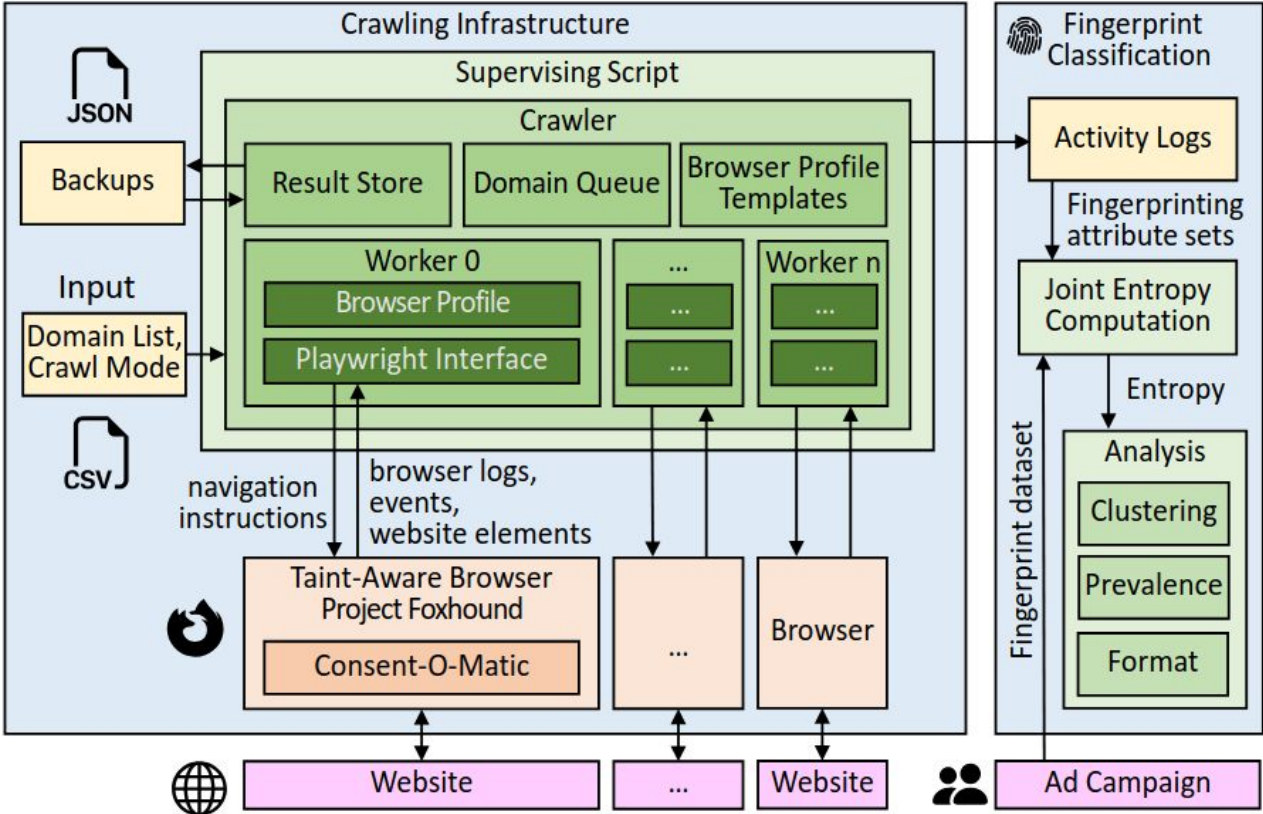 Crawling Infrastructure
JSON
Supervising Script
Crawler
Backups
Result Store
Domain Queue
Browser Profile
Templates
Input
Domain List,
Crawl Mode
CSV
Worker 0
Browser Profile
Playwright Interface
...
...
...
Worker n
...
...
navigation
instructions
browser logs,
events,
website elements
Taint-Aware Browser
Project Foxhound
Consent-O-Matic
...
Browser
Website
...
Website
Fingerprint
Classification
Activity Logs
Fingerprinting
attribute sets
Joint Entropy
Computation
Entropy
Fingerprint dataset
Analysis
Clustering
Prevalence
Format
Ad Campaign